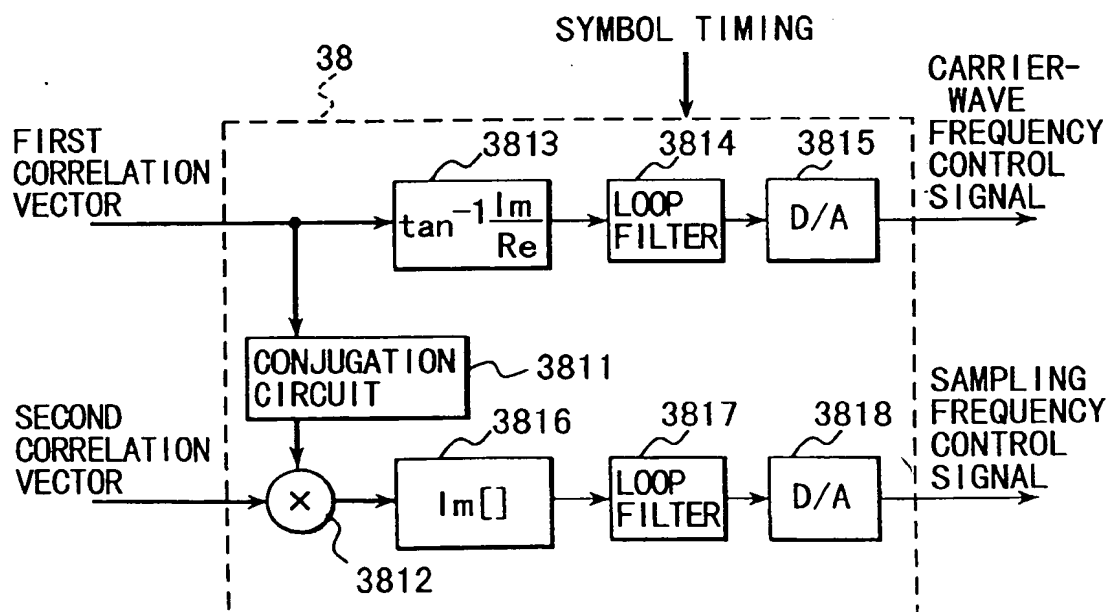 SYMBOL TIMING
38
CARRIER-
WAVE
FREQUENCY
CONTROL
SIGNAL
FIRST
CORRELATION
VECTOR
3813
3814
3815
tan⁻¹ Im/Re
LOOP
FILTER
D/A
CONJUGATION
CIRCUIT
3811
SECOND
CORRELATION
VECTOR
3816
3817
3818
SAMPLING
FREQUENCY
CONTROL
SIGNAL
×
Im[]
LOOP
FILTER
D/A
3812